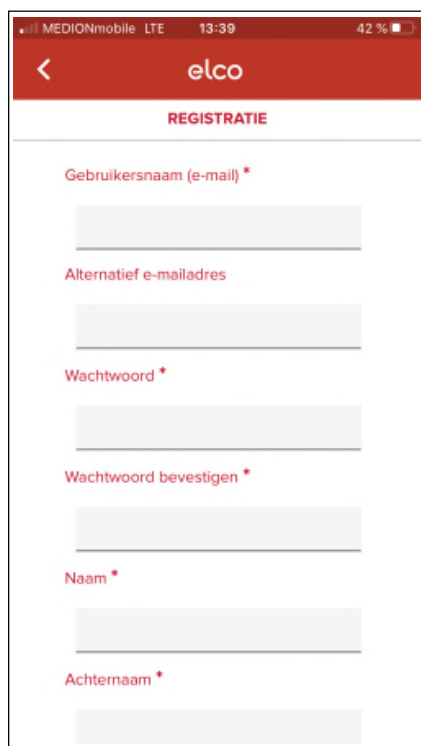 MEDIONmobile LTE 13:39 42 %
elco
REGISTRATIE
Gebruikersnaam (e-mail) *
Alternatief e-mailadres
Wachtwoord *
Wachtwoord bevestigen *
Naam *
Achternaam *